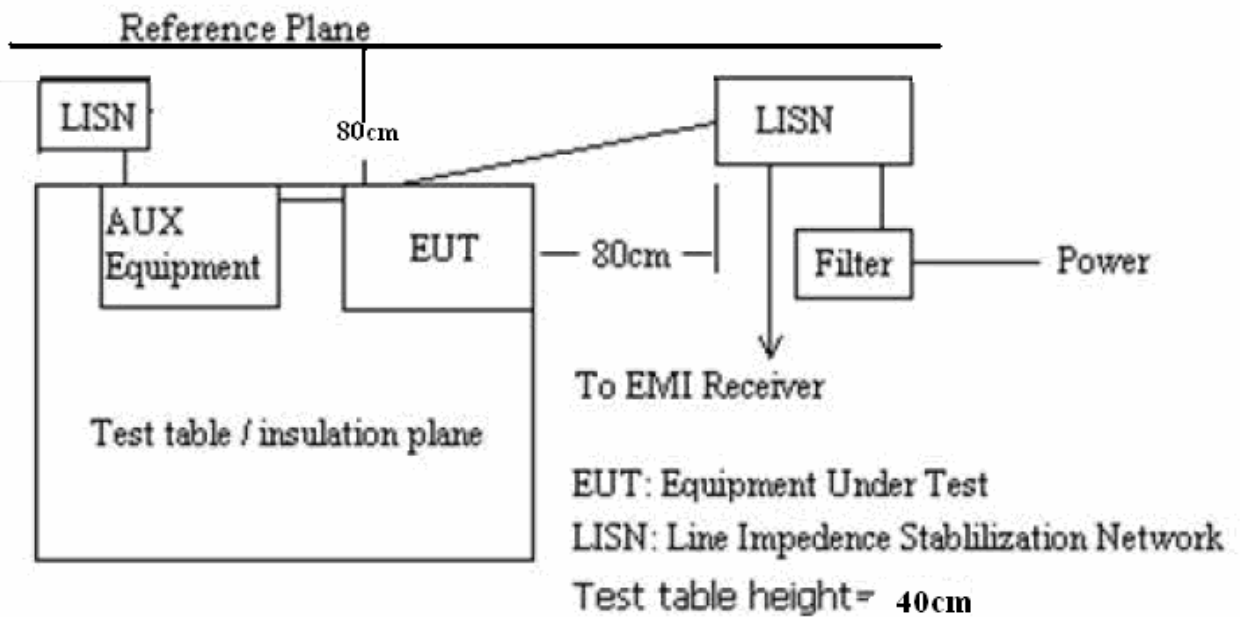 Reference Plane
LISN
80cm
LISN
AUX
Equipment
EUT
80cm
Filter
Power
To EMI Receiver
Test table / insulation plane
EUT: Equipment Under Test
LISN: Line Impedence Stablilization Network
Test table height= 40cm